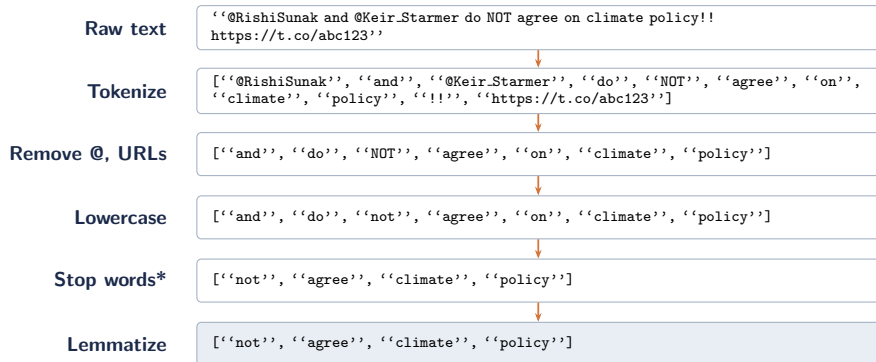 Raw text
‘‘@RishiSunak and @Keir_Starmer do NOT agree on climate policy!!
https://t.co/abc123’’
Tokenize
[‘‘@RishiSunak’’, ‘‘and’’, ‘‘@Keir_Starmer’’, ‘‘do’’, ‘‘NOT’’, ‘‘agree’’, ‘‘on’’,
‘‘climate’’, ‘‘policy’’, ‘‘!!’’, ‘‘https://t.co/abc123’’]
Remove @, URLs
[‘‘and’’, ‘‘do’’, ‘‘NOT’’, ‘‘agree’’, ‘‘on’’, ‘‘climate’’, ‘‘policy’’]
Lowercase
[‘‘and’’, ‘‘do’’, ‘‘not’’, ‘‘agree’’, ‘‘on’’, ‘‘climate’’, ‘‘policy’’]
Stop words*
[‘‘not’’, ‘‘agree’’, ‘‘climate’’, ‘‘policy’’]
Lemmatize
[‘‘not’’, ‘‘agree’’, ‘‘climate’’, ‘‘policy’’]